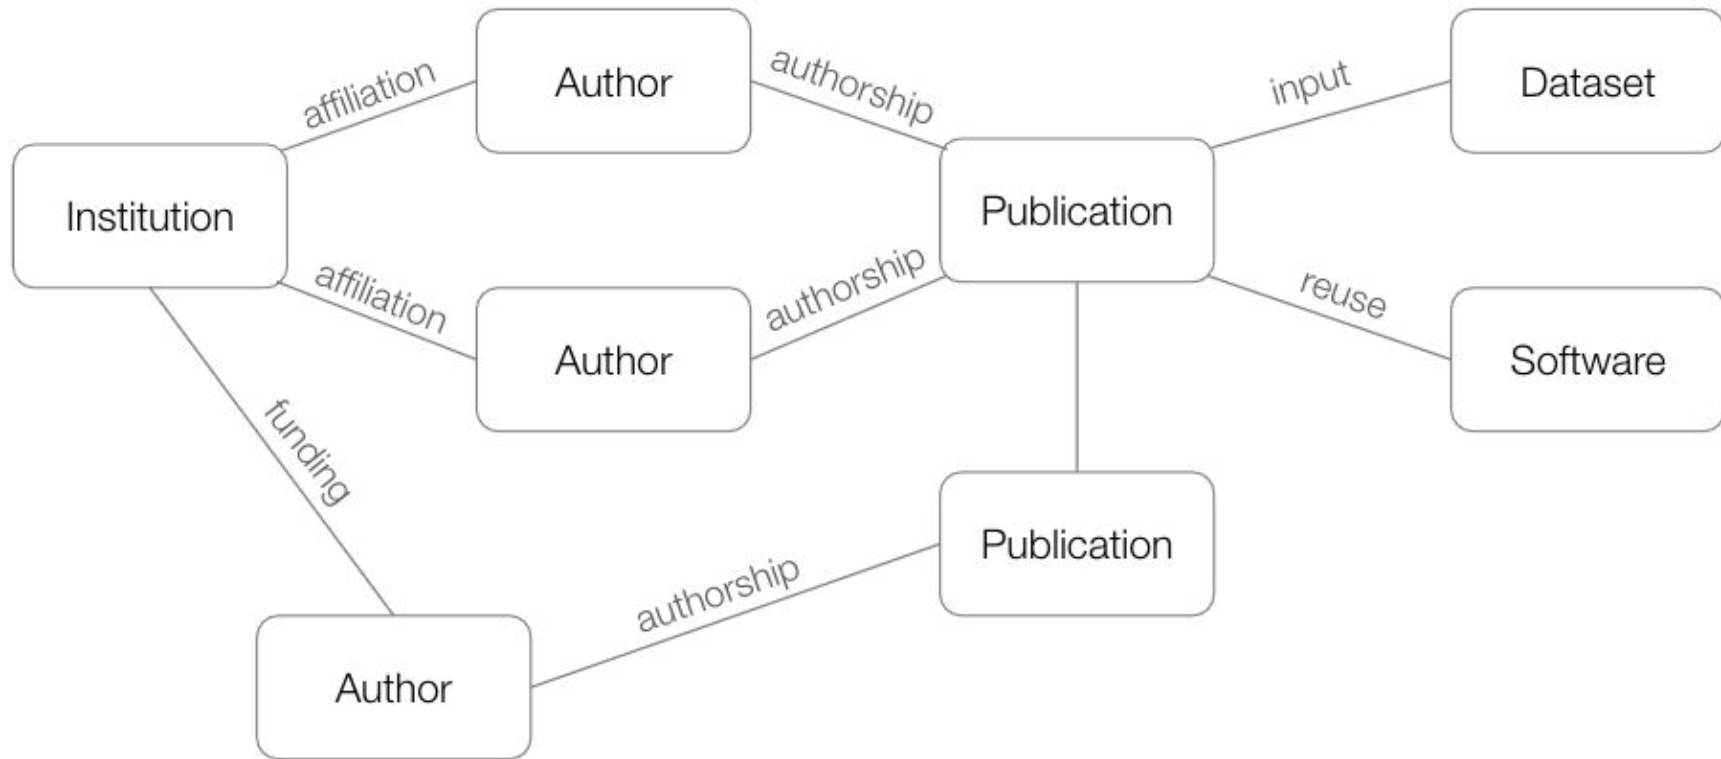 Author
Dataset
affiliation
authorship
input
Institution
Publication
affiliation
authorship
reuse
Author
Software
funding
Publication
authorship
Author